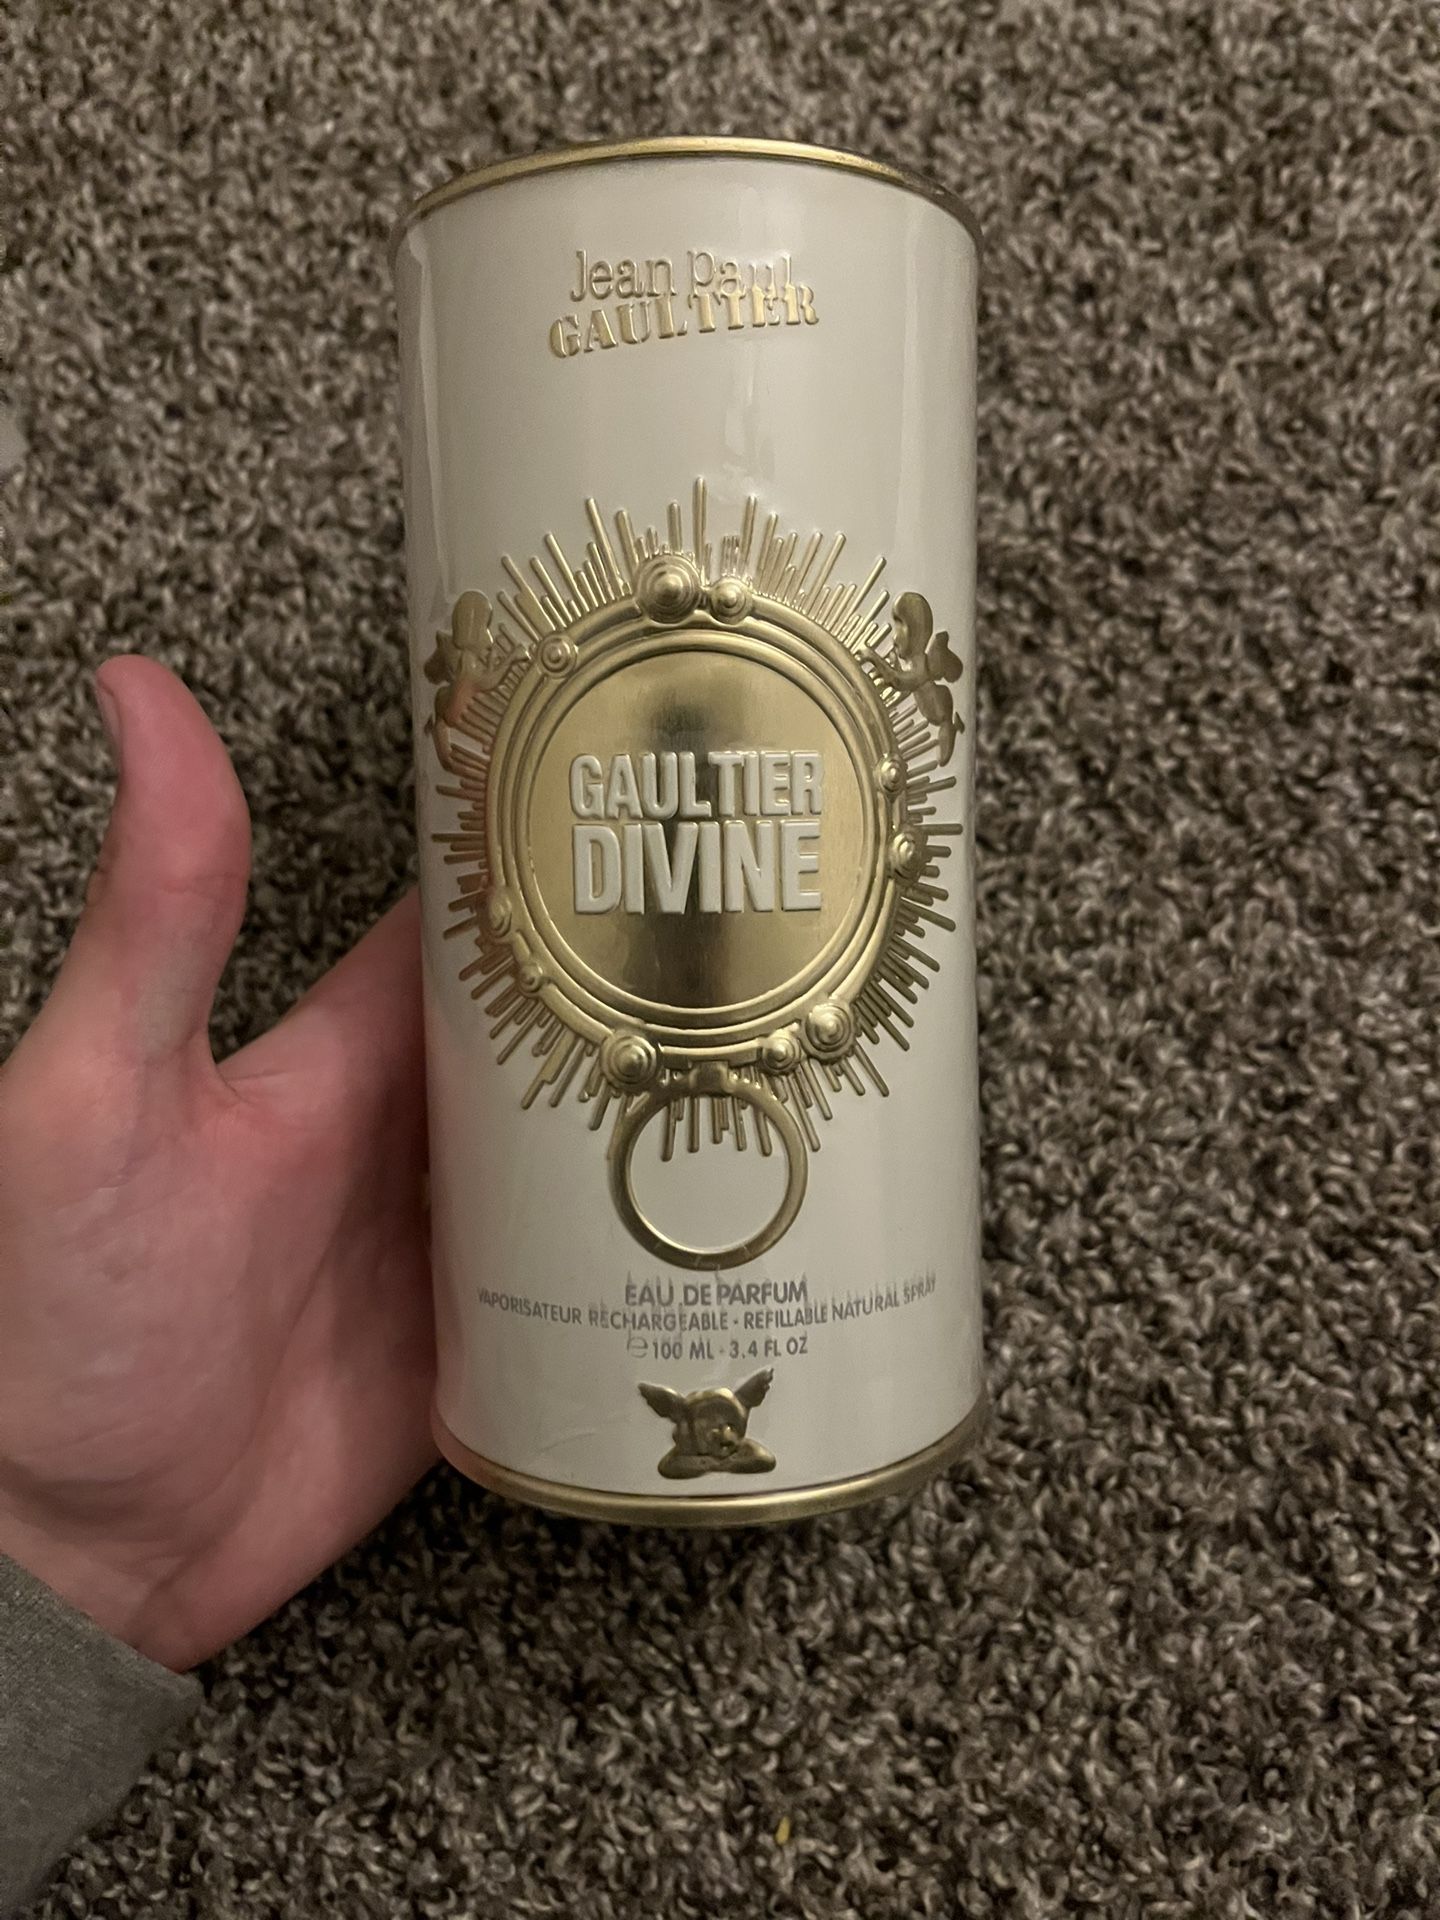 Jean Paul
GAULTIER
GAULTIER
DIVINE
EAU DE PARFUM
VAPORISATEUR RECHARGEABLE - REFILLABLE NATURAL SPRAY
℮ 100 ML - 3.4 FL OZ